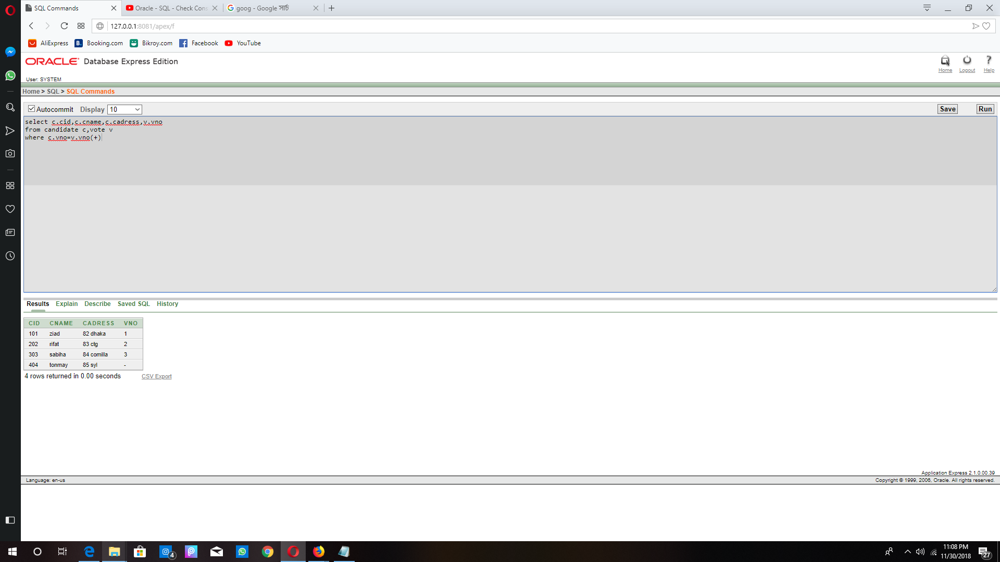 SQL Commands
Oracle - SQL - Check Cons
goog - Google সার্চ
127.0.0.1:8081/apex/f
AliExpress
B. Booking.com
Bikroy.com
Facebook
YouTube
ORACLE Database Express Edition
Home
Logout
? Help
User: SYSTEM
Home > SQL > SQL Commands
Autocommit Display 10
Save
Run
select c.cid,c.cname,c.cadress,v.vno
from candidate c,vote v
where c.vno=v.vno(+)
Results Explain Describe Saved SQL History
CID CNAME CADRESS VNO
101 ziad 82 dhaka 1
202 rifat 83 ctg 2
303 sabiha 84 comilla 3
404 tonmay 85 syl -
4 rows returned in 0.00 seconds CSV Export
Application Express 2.1.0.00.39
Language: en-us
Copyright © 1999, 2006, Oracle. All rights reserved.
4
11:08 PM
11/30/2018
27